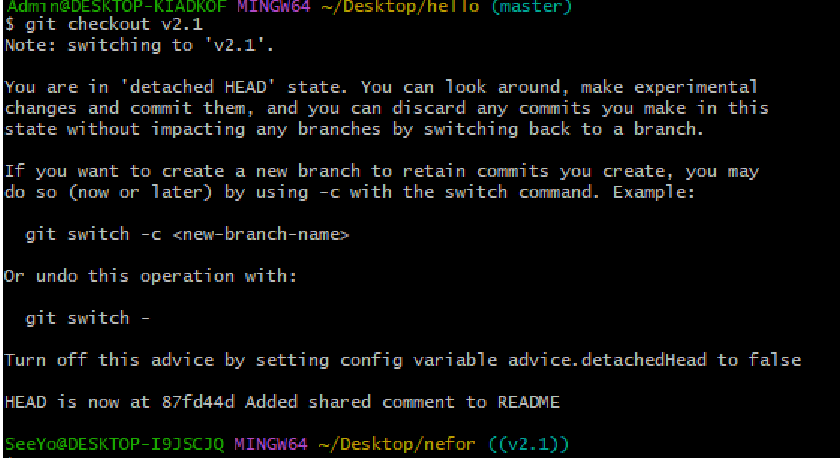 Admin@DESKTOP-KIADKOF MINGW64 ~/Desktop/hello (master)
$ git checkout v2.1
Note: switching to 'v2.1'.
You are in 'detached HEAD' state. You can look around, make experimental
changes and commit them, and you can discard any commits you make in this
state without impacting any branches by switching back to a branch.
If you want to create a new branch to retain commits you create, you may
do so (now or later) by using -c with the switch command. Example:
git switch -c <new-branch-name>
Or undo this operation with:
git switch -
Turn off this advice by setting config variable advice.detachedHead to false
HEAD is now at 87fd44d Added shared comment to README
SeeYo@DESKTOP-I9JSCJQ MINGW64 ~/Desktop/nefor ((v2.1))